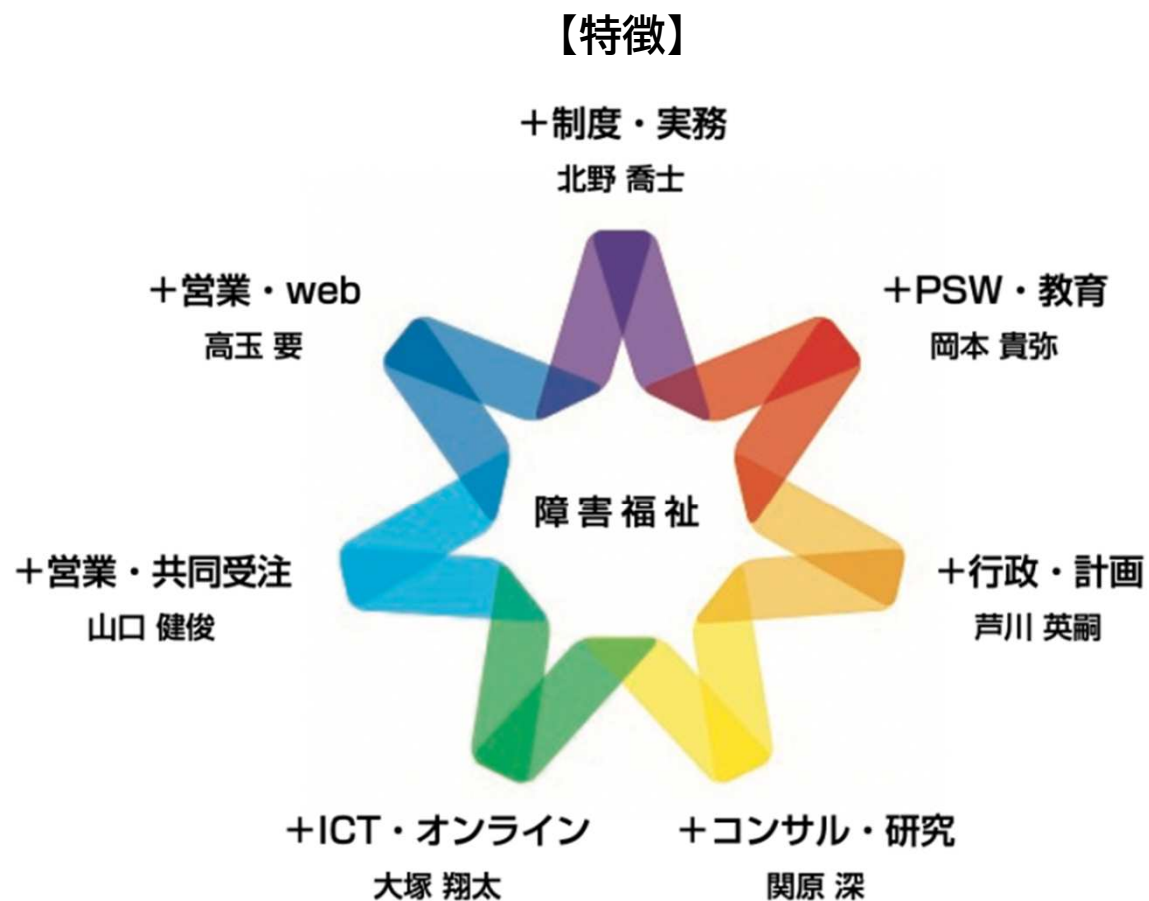 【特徴】
＋制度・実務
北野 喬士
＋営業・web
高玉 要
＋PSW・教育
岡本 貴弥
障害福祉
＋営業・共同受注
山口 健俊
＋行政・計画
芦川 英嗣
＋ICT・オンライン
大塚 翔太
＋コンサル・研究
関原 深